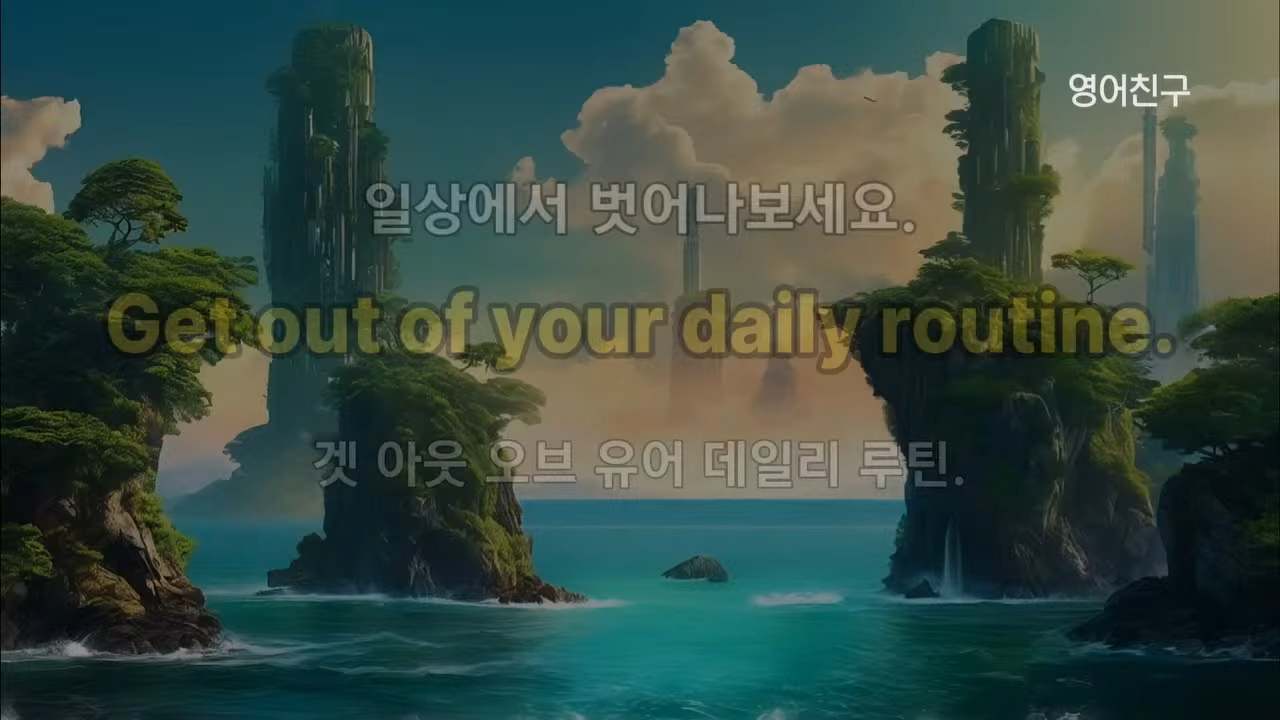 영어친구
일상에서 벗어나보세요.
Get out of your daily routine.
겟 아웃 오브 유어 데일리 루틴.